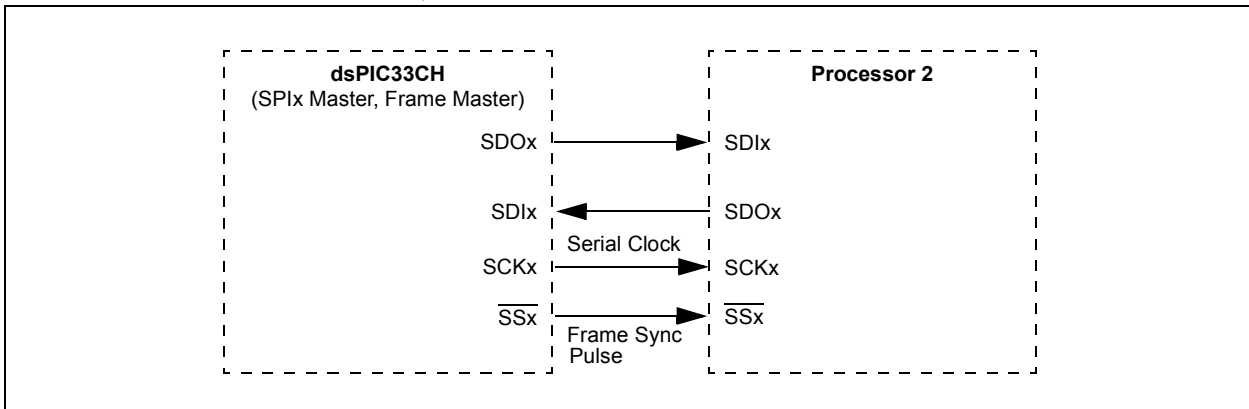 dsPIC33CH
(SPIx Master, Frame Master)
Processor 2
SDOx
SDIx
SDIx
SDOx
Serial Clock
SCKx
SCKx
SSx
SSx
Frame Sync
Pulse